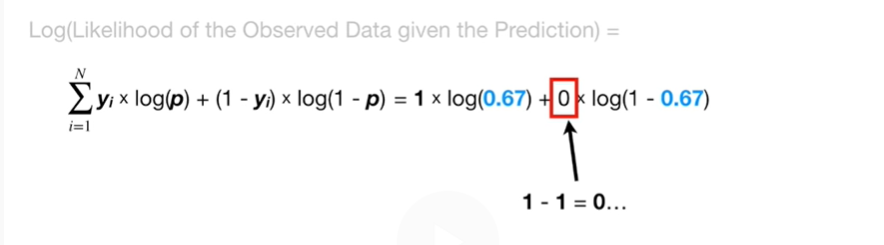 Log(Likelihood of the Observed Data given the Prediction) =
N
∑ yᵢ × log(p) + (1 - yᵢ) × log(1 - p) = 1 × log(0.67) + 0 × log(1 - 0.67)
i=1
1 - 1 = 0...